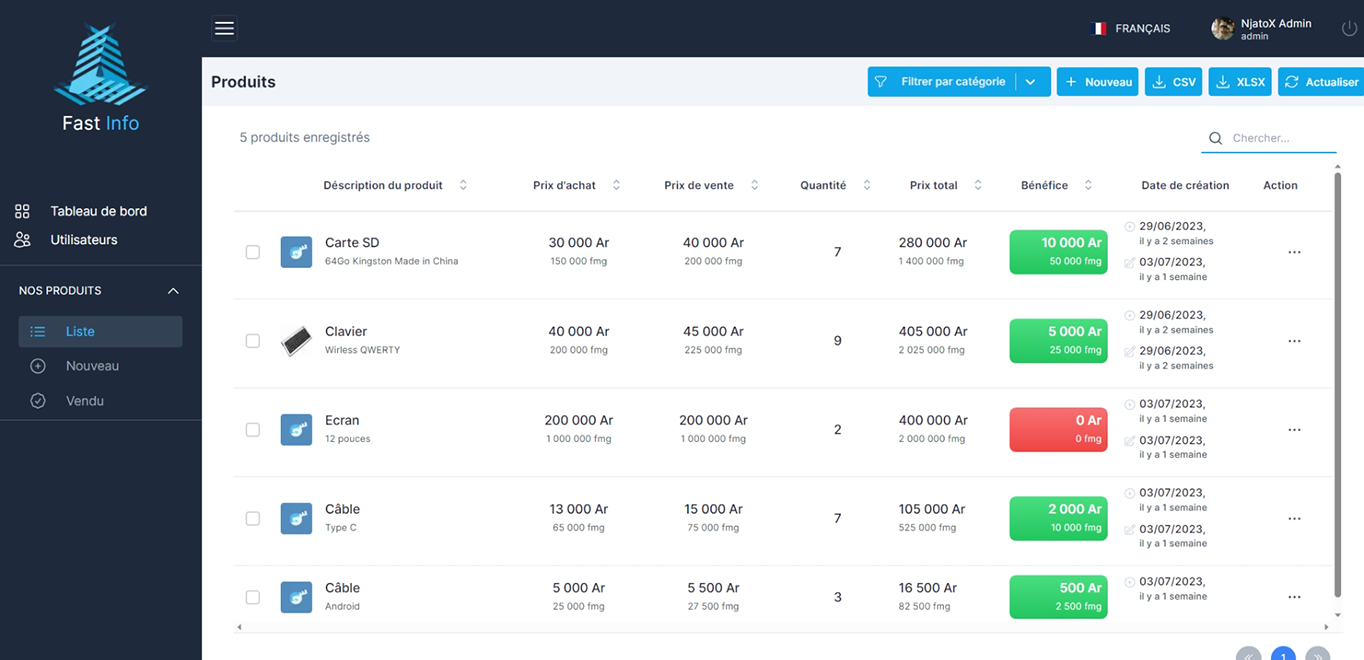 FRANÇAIS
NjatoX Admin
admin
Fast Info
Produits
Filtrer par catégorie
Nouveau
CSV
XLSX
Actualiser
5 produits enregistrés
Chercher...
Tableau de bord
Utilisateurs
NOS PRODUITS
Liste
Nouveau
Vendu
Déscription du produit
Prix d'achat
Prix de vente
Quantité
Prix total
Bénéfice
Date de création
Action
Carte SD
64Go Kingston Made in China
30 000 Ar
150 000 fmg
40 000 Ar
200 000 fmg
7
280 000 Ar
1 400 000 fmg
10 000 Ar
50 000 fmg
29/06/2023,
il y a 2 semaines
03/07/2023,
il y a 1 semaine
Clavier
Wirless QWERTY
40 000 Ar
200 000 fmg
45 000 Ar
225 000 fmg
9
405 000 Ar
2 025 000 fmg
5 000 Ar
25 000 fmg
29/06/2023,
il y a 2 semaines
29/06/2023,
il y a 2 semaines
Ecran
12 pouces
200 000 Ar
1 000 000 fmg
200 000 Ar
1 000 000 fmg
2
400 000 Ar
2 000 000 fmg
0 Ar
0 fmg
03/07/2023,
il y a 1 semaine
03/07/2023,
il y a 1 semaine
Câble
Type C
13 000 Ar
65 000 fmg
15 000 Ar
75 000 fmg
7
105 000 Ar
525 000 fmg
2 000 Ar
10 000 fmg
03/07/2023,
il y a 1 semaine
03/07/2023,
il y a 1 semaine
Câble
Android
5 000 Ar
25 000 fmg
5 500 Ar
27 500 fmg
3
16 500 Ar
82 500 fmg
500 Ar
2 500 fmg
03/07/2023,
il y a 1 semaine
1